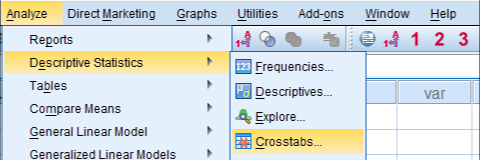 Analyze Direct Marketing Graphs Utilities Add-ons Window Help
Reports
1 2 3
Descriptive Statistics
123 Frequencies...
Tables
Descriptives...
var
Compare Means
Explore...
General Linear Model
Crosstabs...
Generalized Linear Models